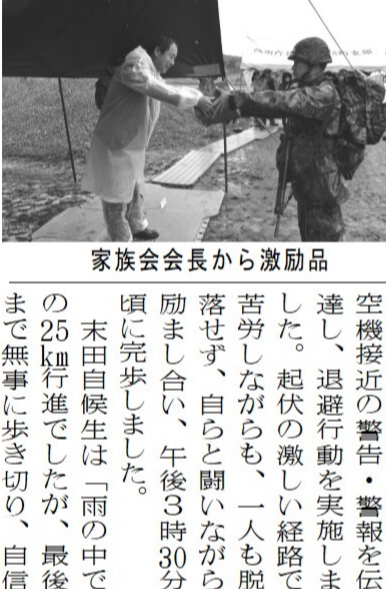 家族会会長から激励品
空機接近の警告・警報を伝
達し、退避行動を実施しま
した。起伏の激しい経路で
苦労しながらも、一人も脱
落せず、自らと闘いながら
励まし合い、午後3時30分
頃に完歩しました。
末田自候生は「雨の中で
の25km行進でしたが、最後
まで無事に歩き切り、自信